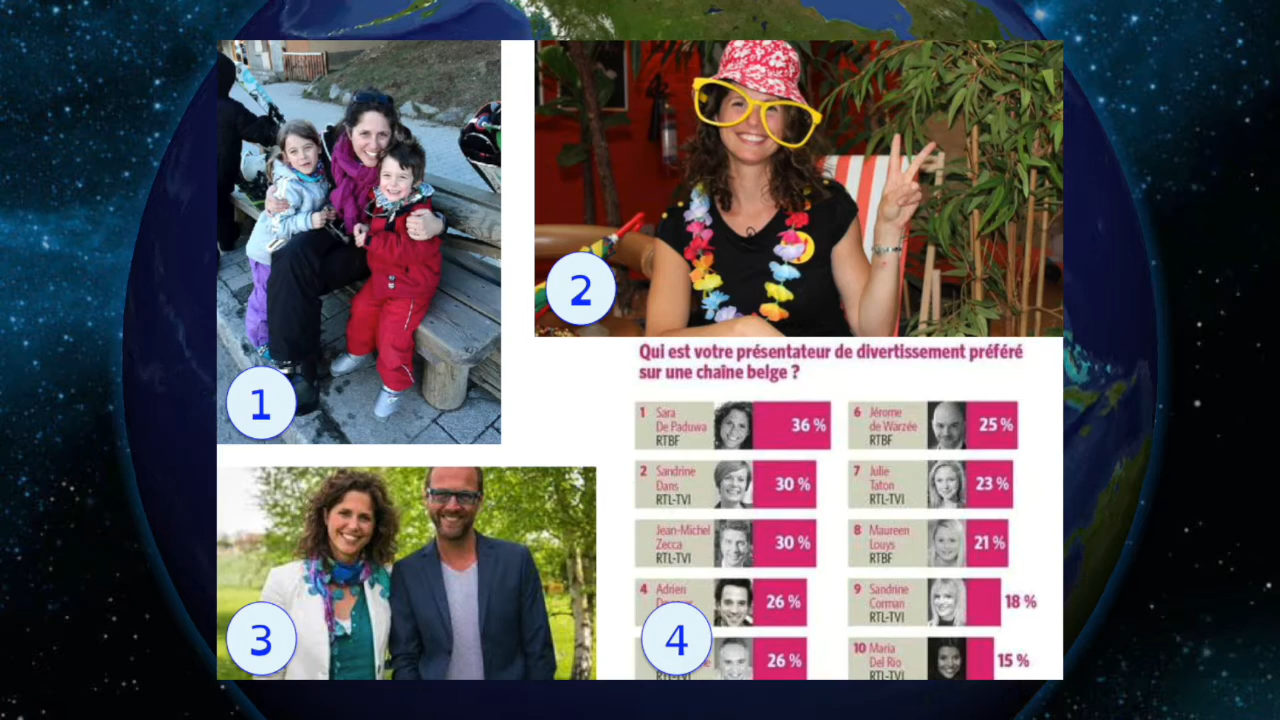 1
2
3
4
Qui est votre présentateur de divertissement préféré
sur une chaîne belge ?
1 Sara
De Paduwa
RTBF
36 %
2 Sandrine
Dans
RTL-TVI
30 %
Jean-Michel
Zecca
RTL-TVI
30 %
4 Adrien
26 %
RTL-TVI
26 %
6 Jérome
de Warzée
RTBF
25 %
7 Julie
Taton
RTL-TVI
23 %
8 Maureen
Louys
RTBF
21 %
9 Sandrine
Corman
RTL-TVI
18 %
10 Maria
Del Rio
RTL-TVI
15 %